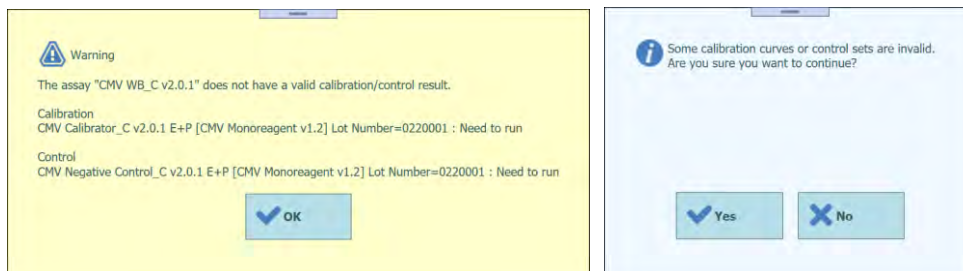 Warning
The assay "CMV WB_C v2.0.1" does not have a valid calibration/control result.
Calibration
CMV Calibrator_C v2.0.1 E+P [CMV Monoreagent v1.2] Lot Number=0220001 : Need to run
Control
CMV Negative Control_C v2.0.1 E+P [CMV Monoreagent v1.2] Lot Number=0220001 : Need to run
OK
Some calibration curves or control sets are invalid.
Are you sure you want to continue?
Yes
No